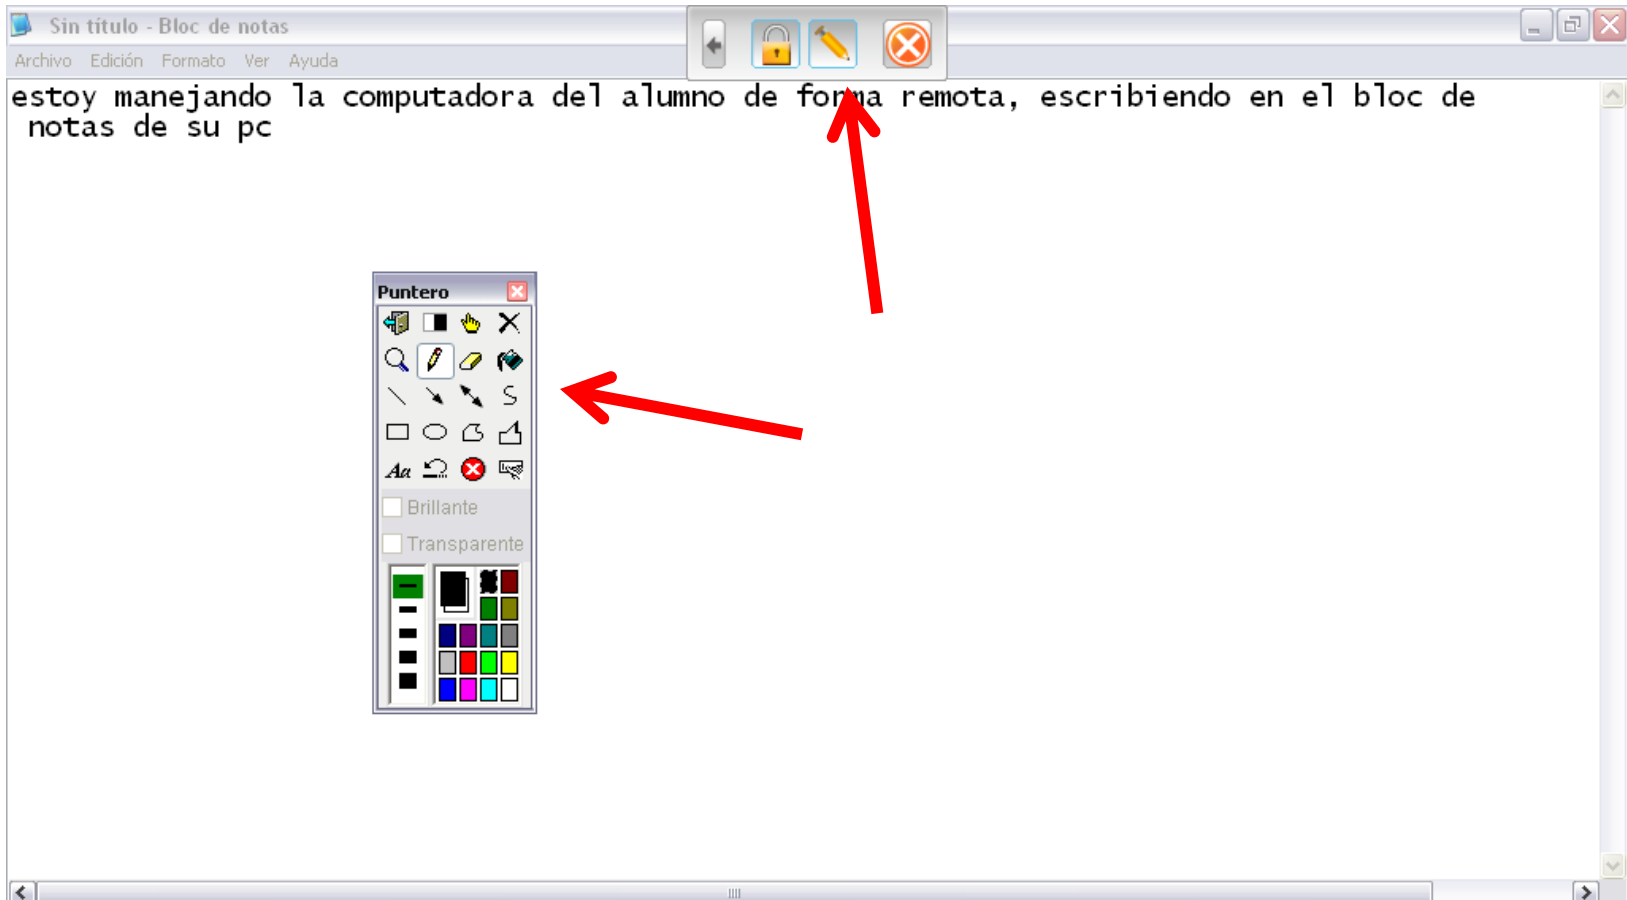 Sin título - Bloc de notas
Archivo Edición Formato Ver Ayuda
estoy manejando la computadora del alumno de forma remota, escribiendo en el bloc de
notas de su pc
Puntero
Aa
Brillante
Transparente